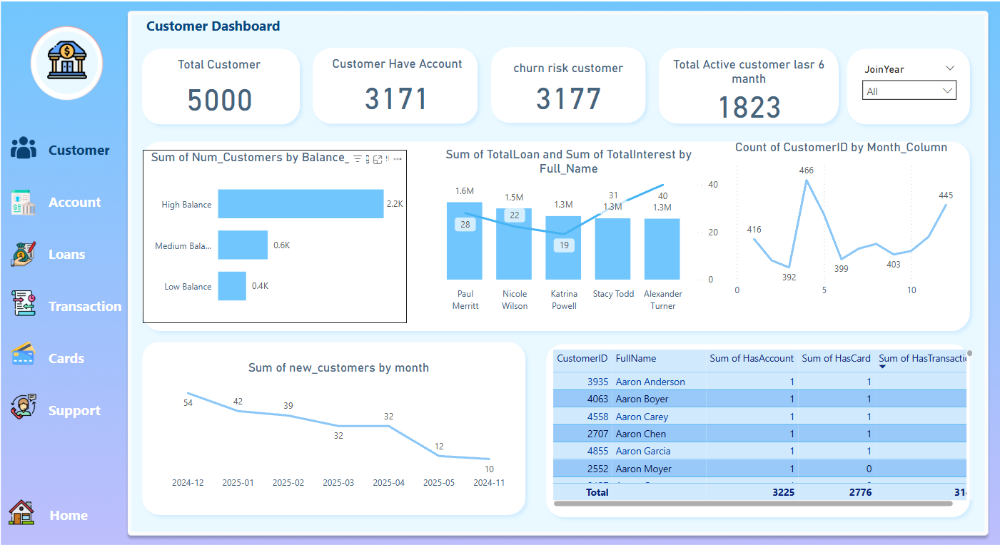 Customer Dashboard
Total Customer
5000
Customer Have Account
3171
churn risk customer
3177
Total Active customer lasr 6
manth
1823
JoinYear
All
Customer
Account
Loans
Transaction
Cards
Support
Home
Sum of Num_Customers by Balance_
High Balance
2.2K
Medium Bala...
0.6K
Low Balance
0.4K
Sum of TotalLoan and Sum of TotalInterest by
Full_Name
1.6M 1.5M 1.3M 1.3M 1.3M
28 22 19 31 40
40
20
0
Paul
Merritt
Nicole
Wilson
Katrina
Powell
Stacy Todd
Alexander
Turner
Count of CustomerID by Month_Column
416 392 466 399 403 445
0 5 10
Sum of new_customers by month
54 42 39 32 32 12 10
2024-12 2025-01 2025-02 2025-03 2025-04 2025-05 2024-11
CustomerID FullName Sum of HasAccount Sum of HasCard Sum of HasTransactio
3935 Aaron Anderson 1 1
4063 Aaron Boyer 1 1
4558 Aaron Carey 1 1
2707 Aaron Chen 1 1
4855 Aaron Garcia 1 1
2552 Aaron Moyer 1 0
Total 3225 2776 314